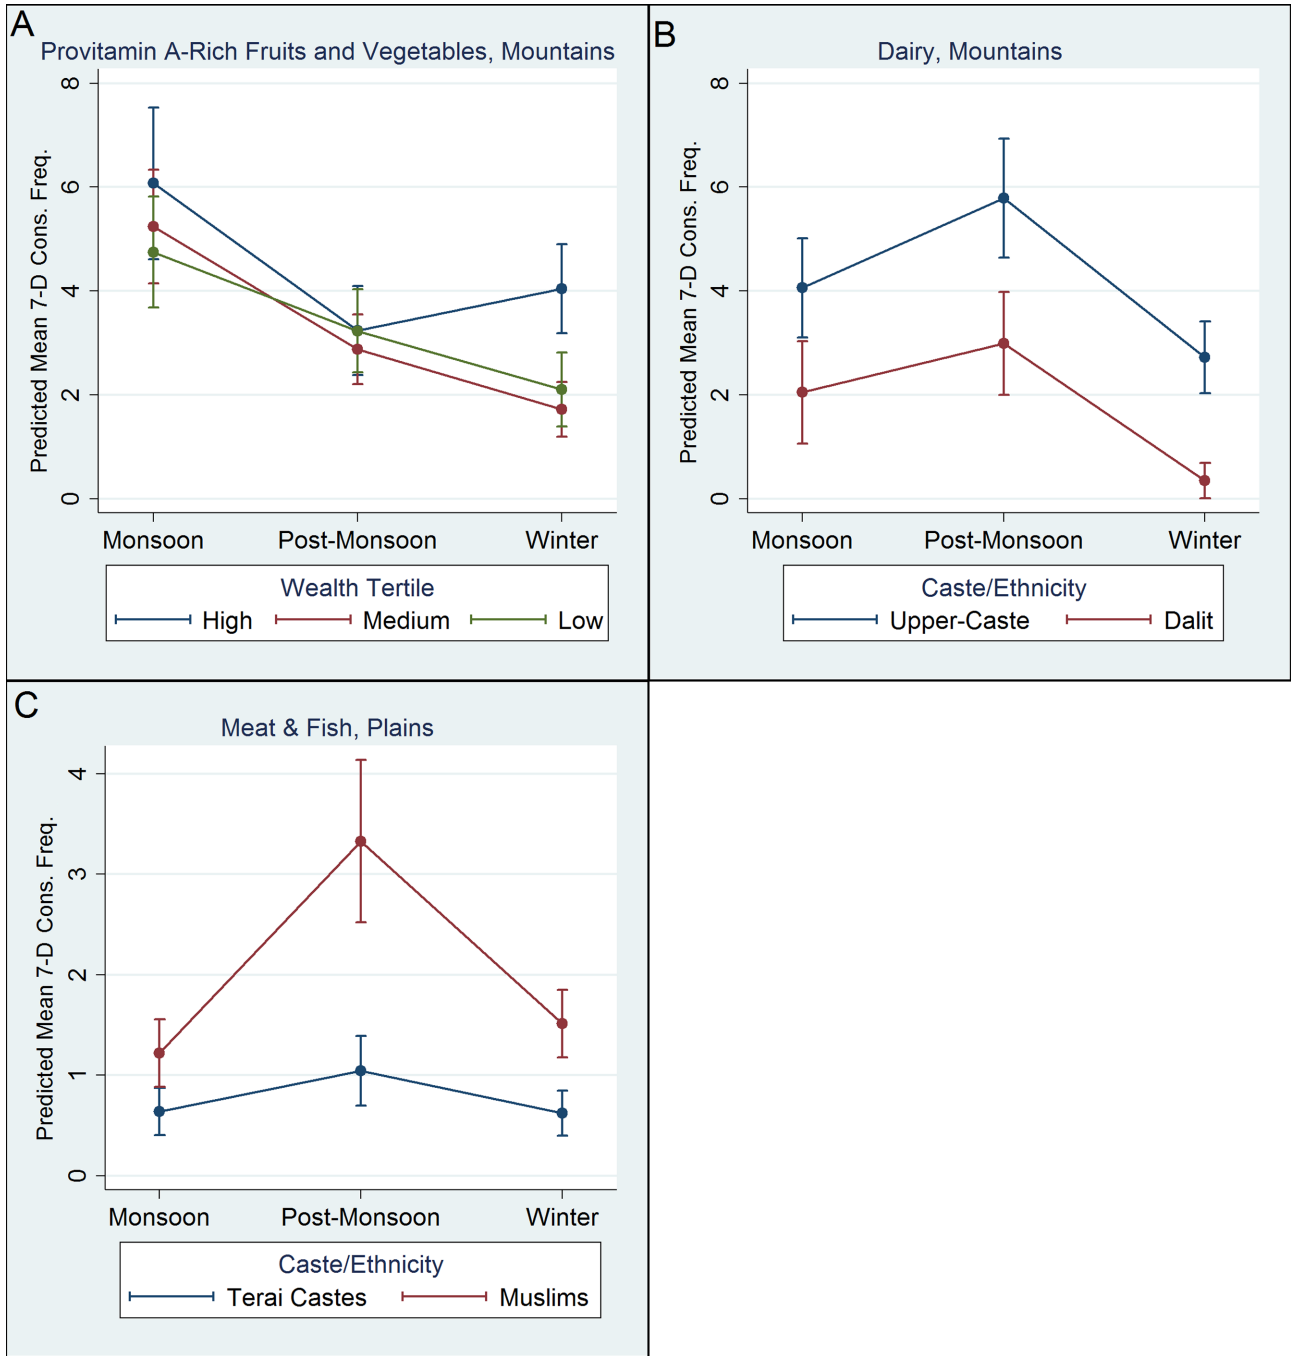 A
Provitamin A-Rich Fruits and Vegetables, Mountains
Predicted Mean 7-D Cons. Freq.
8
6
4
2
0
Monsoon Post-Monsoon Winter
Wealth Tertile
High Medium Low
B
Dairy, Mountains
Predicted Mean 7-D Cons. Freq.
8
6
4
2
0
Monsoon Post-Monsoon Winter
Caste/Ethnicity
Upper-Caste Dalit
C
Meat & Fish, Plains
Predicted Mean 7-D Cons. Freq.
4
3
2
1
0
Monsoon Post-Monsoon Winter
Caste/Ethnicity
Terai Castes Muslims